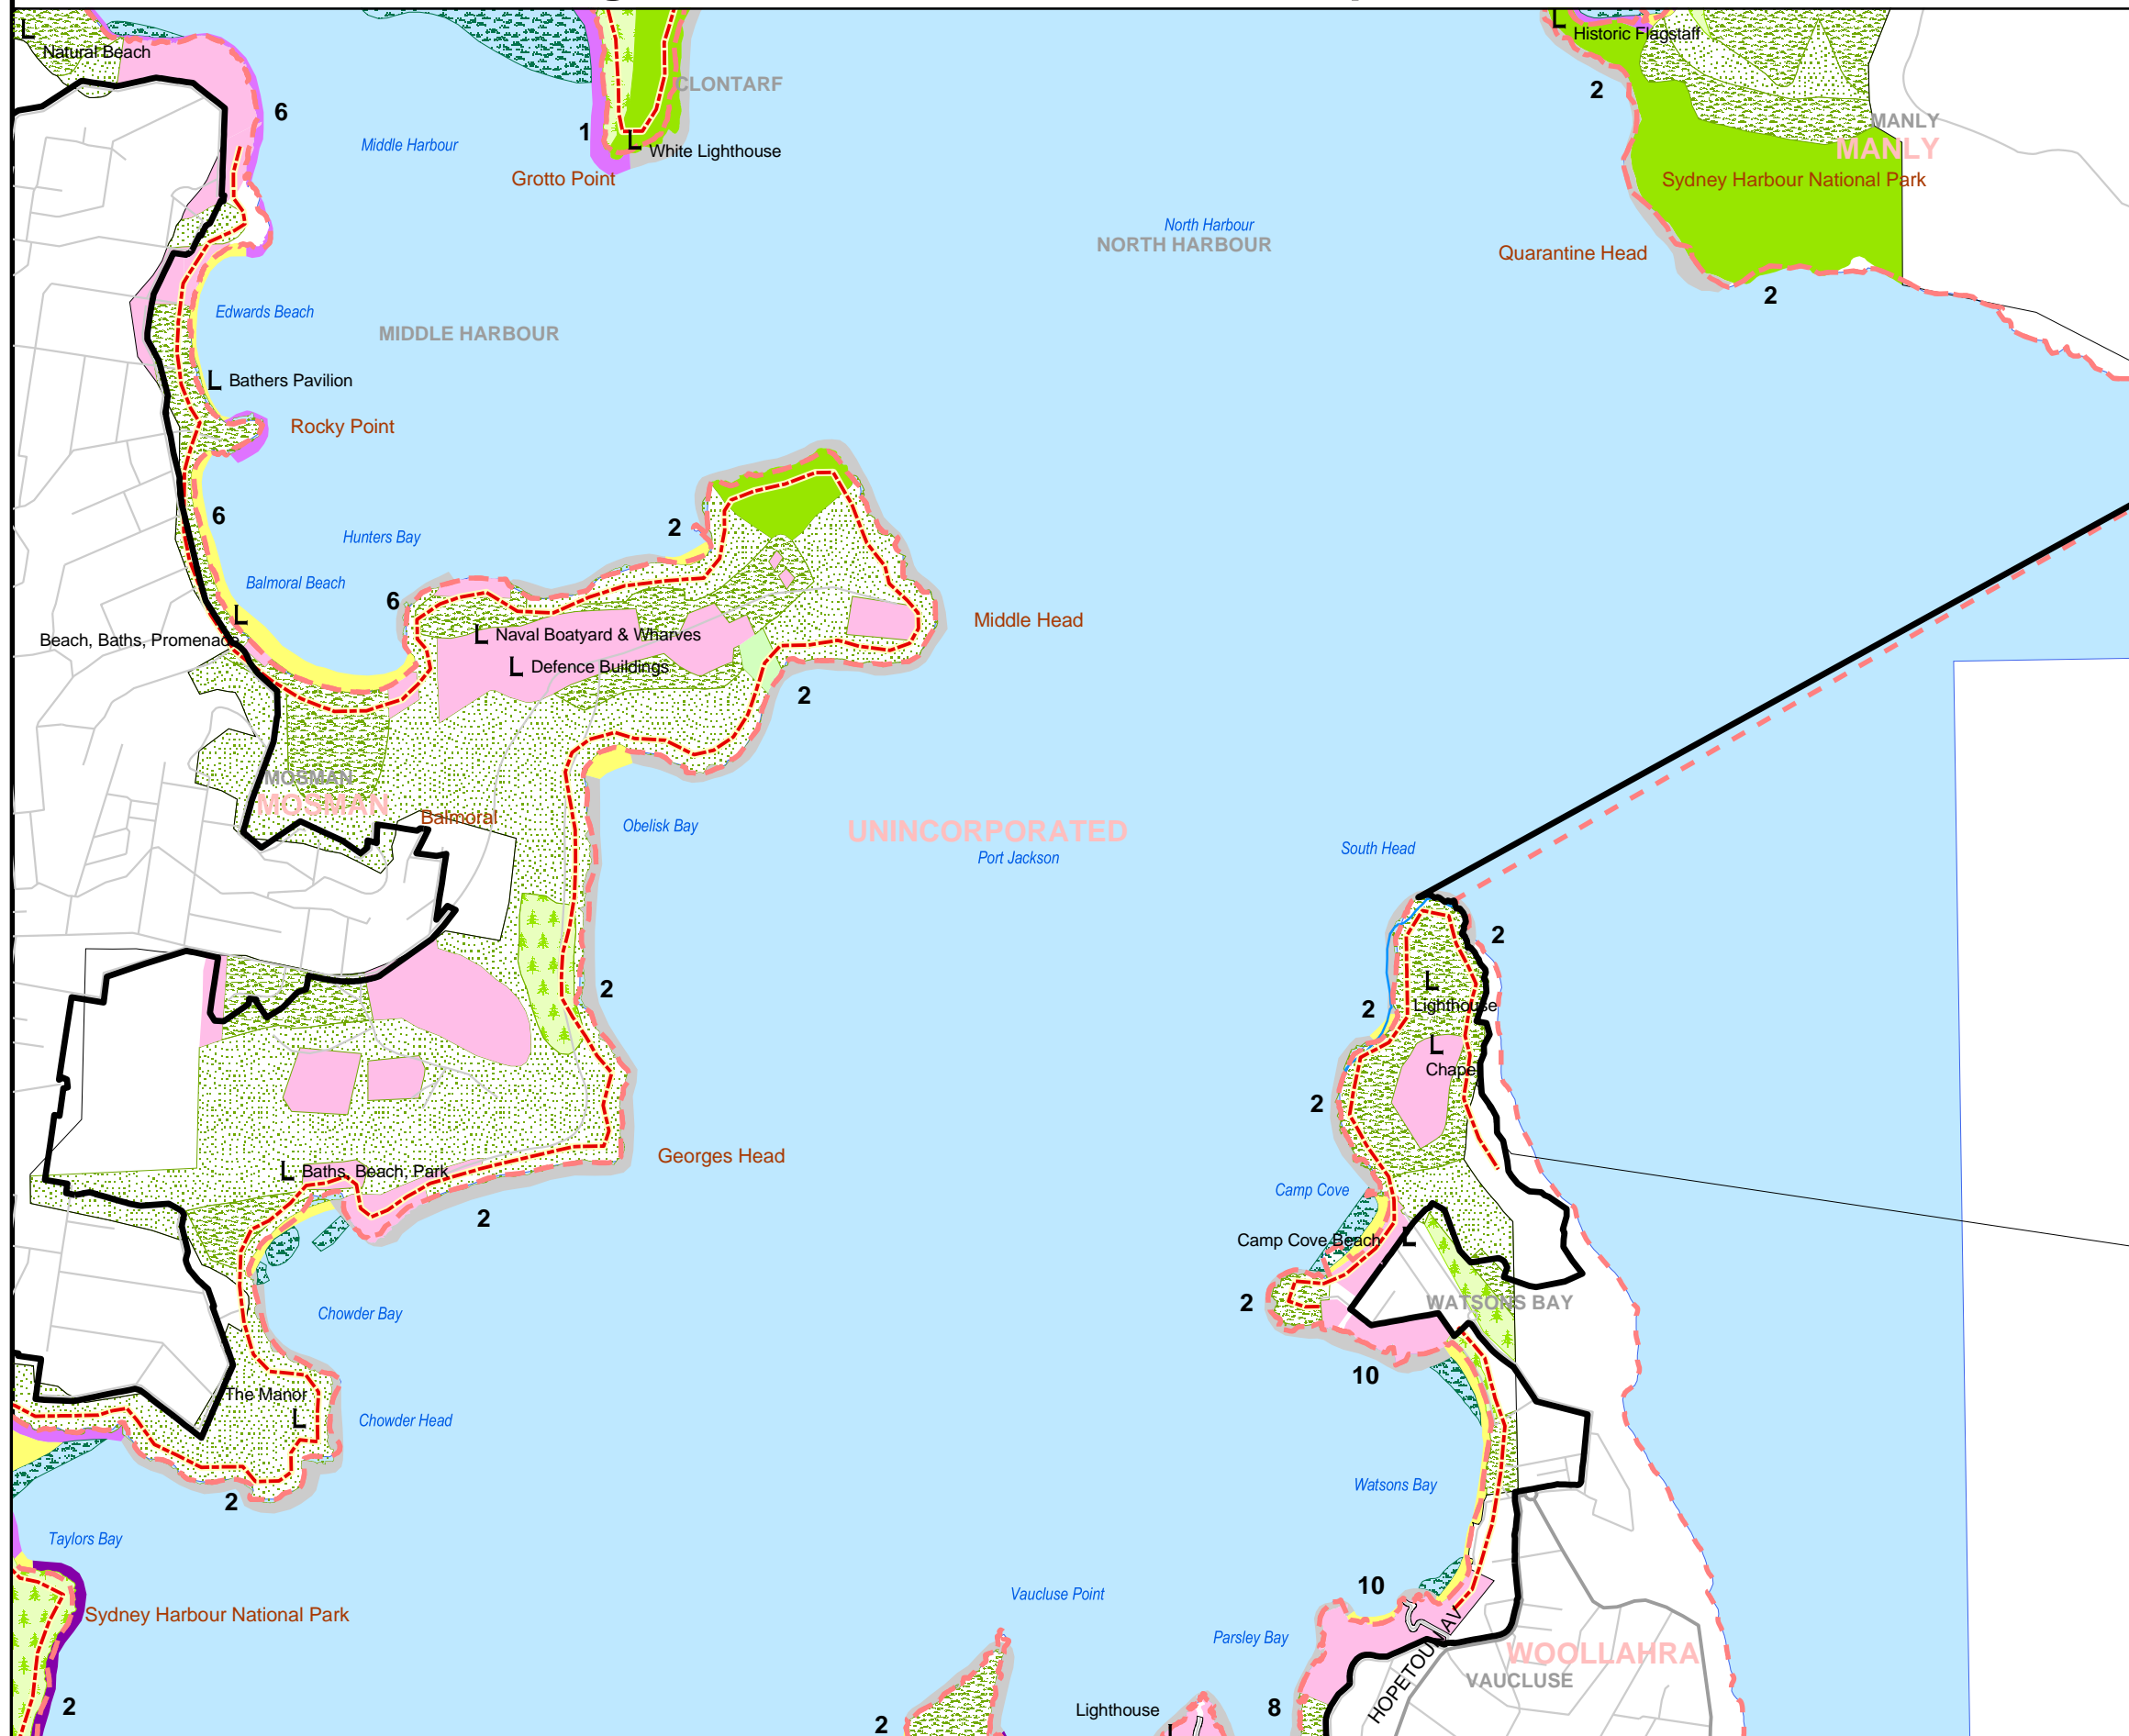 L
Natural Beach
6
Middle Harbour
CLONTARF
1
L
White Lighthouse
Grotto Point
L
Historic Flagstaff
2
MANLY
MANLY
Sydney Harbour National Park
North Harbour
NORTH HARBOUR
Quarantine Head
2
Edwards Beach
MIDDLE HARBOUR
L Bathers Pavilion
Rocky Point
6
Hunters Bay
2
Balmoral Beach
6
L
Beach, Baths, Promenade
L Naval Boatyard & Wharves
L Defence Buildings
Middle Head
2
MOSMAN
MOSMAN
Balmoral
Obelisk Bay
UNINCORPORATED
Port Jackson
South Head
2
2
L
Lighthouse
2
L
Chapel
2
L Baths, Beach, Park
Georges Head
2
Camp Cove
Camp Cove Beach L
2
WATSONS BAY
Chowder Bay
10
The Manor
L
Chowder Head
2
Watsons Bay
Taylors Bay
10
Vaucluse Point
Sydney Harbour National Park
Parsley Bay
HOPETOUN AV
WOOLLAHRA
VAUCLUSE
2
2
Lighthouse
L
8